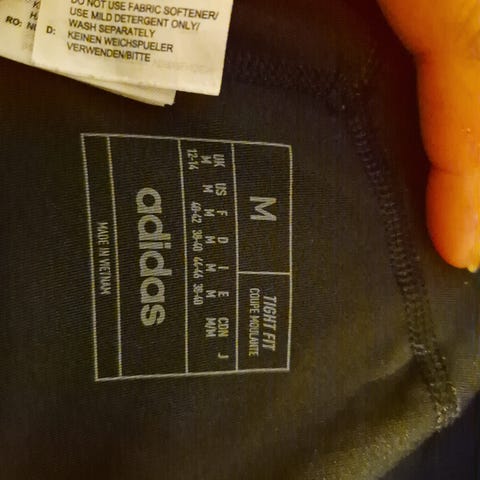 DO NOT USE FABRIC SOFTENER/
USE MILD DETERGENT ONLY/
WASH SEPARATELY
D: KEINEN WEICHSPUELER
VERWENDEN/BITTE
RO:
M
TIGHT FIT
COUPE MOULANTE
UK US F D I E CDN J
M M M M M M M/M
12-14 40-42 38-40 44-46 38-40
adidas
MADE IN VIETNAM